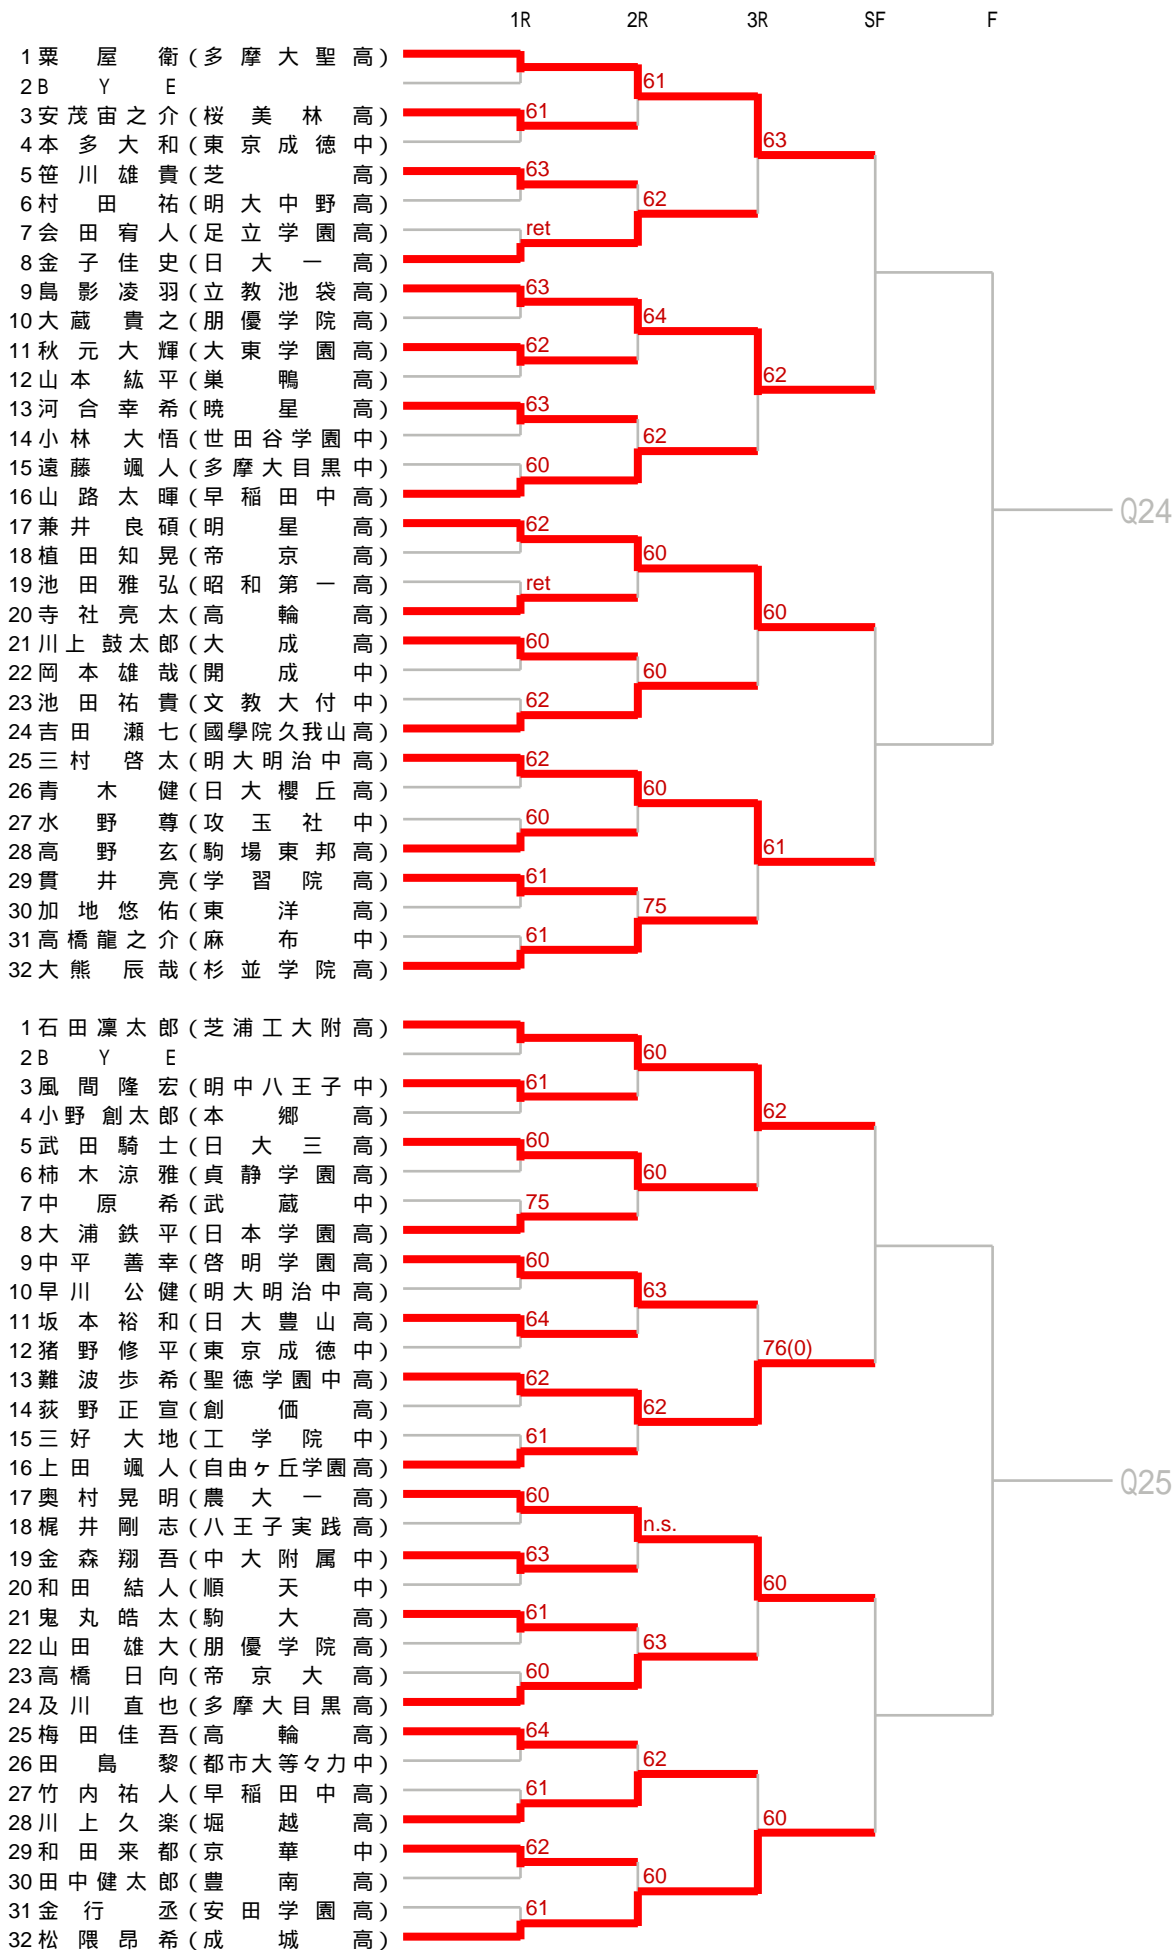 1R 2R 3R SF F
1 粟屋 衛 (多摩大聖高)
2 B Y E
61
3 安茂宙之介 (桜美林高) 61
4 本多大和 (東京成徳中)
63
5 笹川雄貴 (芝高) 63
6 村田 祐 (明大中野高)
62
7 会田宥人 (足立学園高) ret
8 金子佳史 (日大一高)
9 島影凌羽 (立教池袋高) 63
10 大蔵貴之 (朋優学院高)
64
11 秋元大輝 (大東学園高) 62
12 山本紘平 (巣鴨高)
62
13 河合幸希 (暁星高) 63
14 小林大悟 (世田谷学園中)
62
15 遠藤颯人 (多摩大目黒中) 60
16 山路太暉 (早稲田中高)
Q24
17 兼井良碩 (明星高) 62
18 植田知晃 (帝京高)
60
19 池田雅弘 (昭和第一高) ret
20 寺社亮太 (高輪高)
60
21 川上鼓太郎 (大成高) 60
22 岡本雄哉 (開成中)
60
23 池田祐貴 (文教大付中) 62
24 吉田瀬七 (國學院久我山高)
25 三村啓太 (明大明治中高) 62
26 青木 健 (日大櫻丘高)
60
27 水野 尊 (攻玉社中) 60
28 高野 玄 (駒場東邦高)
61
29 貫井 亮 (学習院高) 61
30 加地悠佑 (東洋高)
75
31 高橋龍之介 (麻布中) 61
32 大熊辰哉 (杉並学院高)
1 石田凜太郎 (芝浦工大附高)
2 B Y E
60
3 風間隆宏 (明中八王子中) 61
4 小野創太郎 (本郷高)
62
5 武田騎士 (日大三高) 60
6 柿木涼雅 (貞静学園高)
60
7 中原 希 (武蔵中) 75
8 大浦鉄平 (日本学園高)
9 中平善幸 (啓明学園高) 60
10 早川公健 (明大明治中高)
63
11 坂本裕和 (日大豊山高) 64
12 猪野修平 (東京成徳中)
76(0)
13 難波歩希 (聖徳学園中高) 62
14 荻野正宣 (創価高)
62
15 三好大地 (工学院中) 61
16 上田颯人 (自由ヶ丘学園高)
Q25
17 奥村晃明 (農大一高) 60
18 梶井剛志 (八王子実践高)
n.s.
19 金森翔吾 (中大附属中) 63
20 和田結人 (順天中)
60
21 鬼丸皓太 (駒大高) 61
22 山田雄大 (朋優学院高)
63
23 高橋日向 (帝京大高) 60
24 及川直也 (多摩大目黒高)
25 梅田佳吾 (高輪高) 64
26 田島 黎 (都市大等々力中)
62
27 竹内祐人 (早稲田中高) 61
28 川上久楽 (堀越高)
60
29 和田来都 (京華中) 62
30 田中健太郎 (豊南高)
60
31 金行 丞 (安田学園高) 61
32 松隈昂希 (成城高)